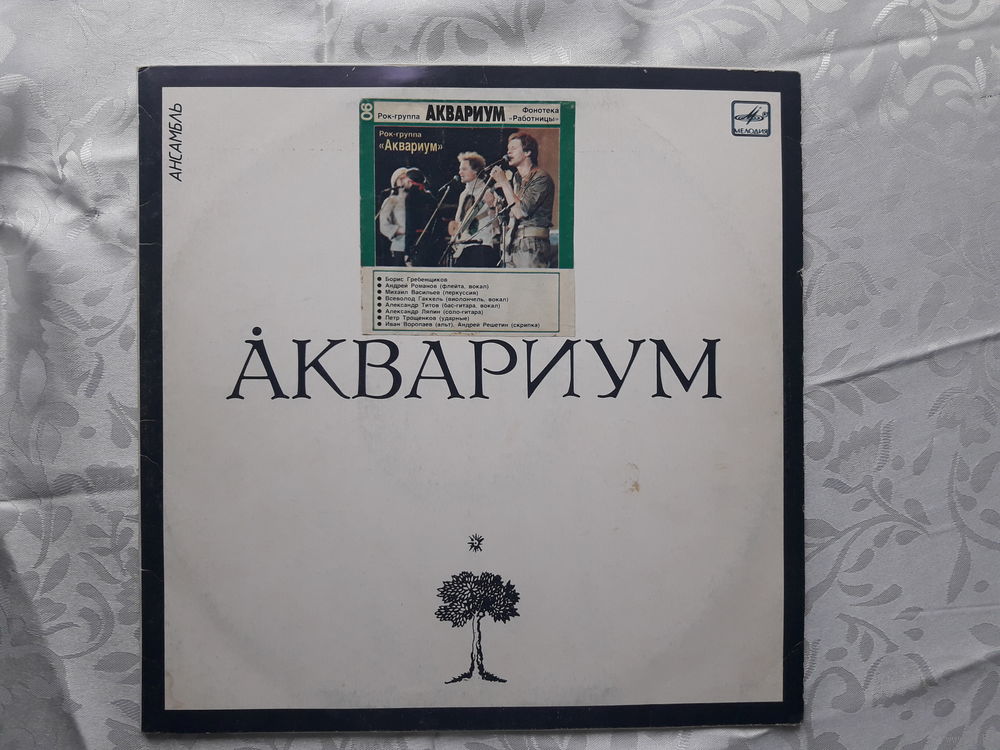 АНСАМБЛЬ
06
Рок-группа АКВАРИУМ Фонотека «Работницы»
Рок-группа
«Аквариум»
● Борис Гребенщиков
● Андрей Романов (флейта, вокал)
● Михаил Васильев (перкуссия)
● Всеволод Гаккель (виолончель, вокал)
● Александр Титов (бас-гитара, вокал)
● Александр Ляпин (соло-гитара)
● Петр Трощенков (ударные)
● Иван Воропаев (альт), Андрей Решетин (скрипка)
МЕЛОДИЯ
АКВАРИУМ